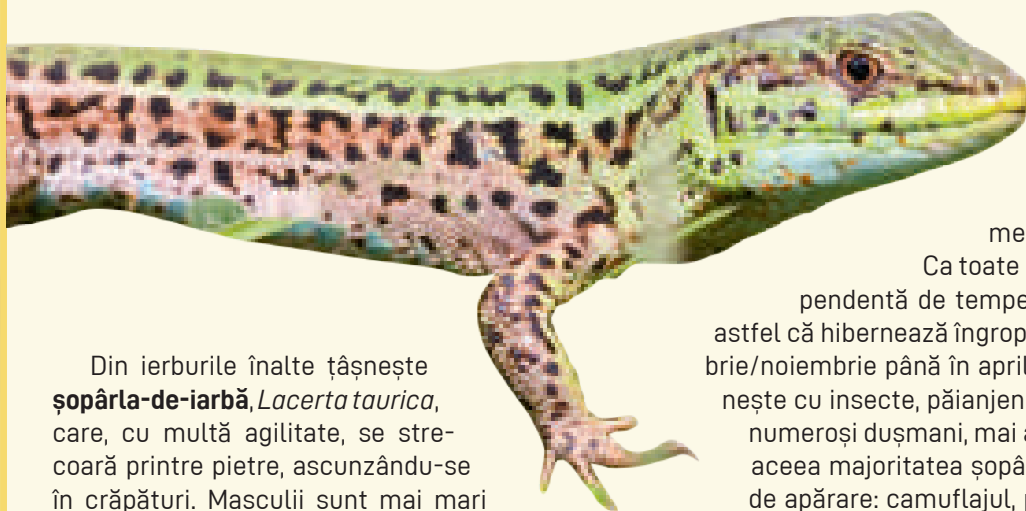 Din ierburile înalte țâșnește
șopârla-de-iarbă, Lacerta taurica,
care, cu multă agilitate, se stre-
coară printre pietre, ascunzându-se
în crăpături. Masculii sunt mai mari
me
Ca toate
pendentă de tempe
astfel că hibernează îngrop
brie/noiembrie până în april
nește cu insecte, păianjen
numeroși dușmani, mai a
aceea majoritatea șopâ
de apărare: camuflajul, p